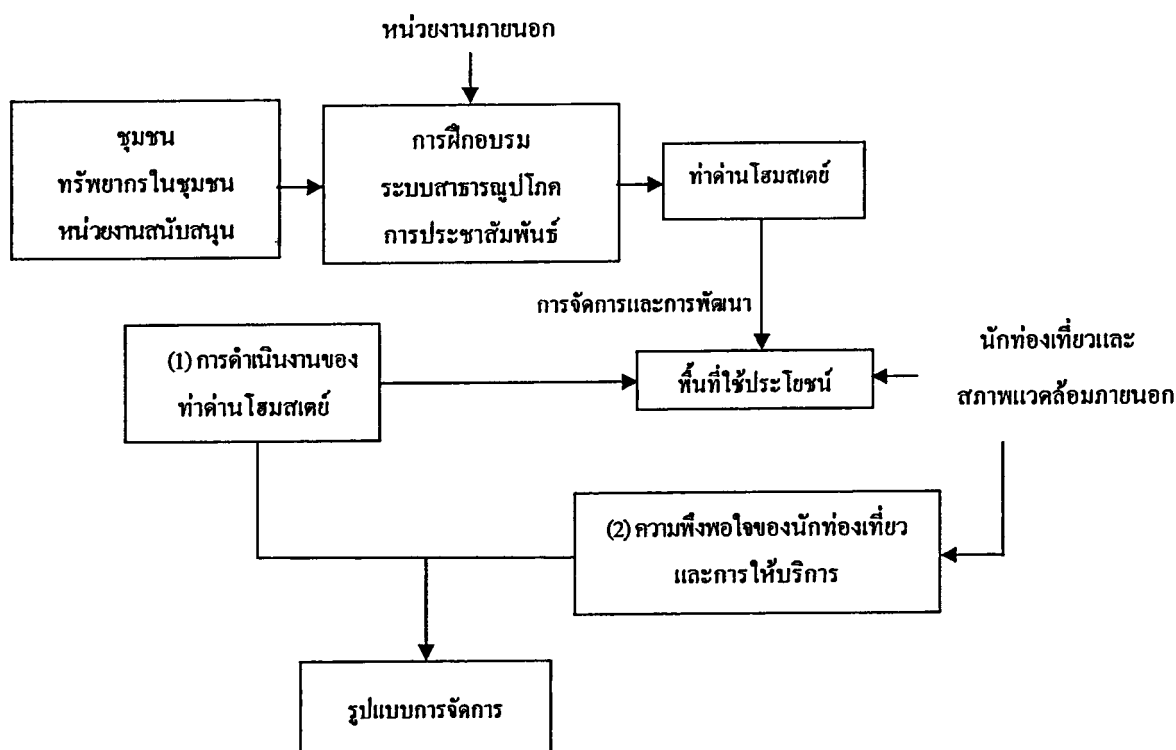 หน่วยงานภายนอก
ชุมชน
ทรัพยากรในชุมชน
หน่วยงานสนับสนุน
การฝึกอบรม
ระบบสาธารณูปโภค
การประชาสัมพันธ์
ท่าด่านโฮมสเตย์
การจัดการและการพัฒนา
(1) การดำเนินงานของ
ท่าด่านโฮมสเตย์
พื้นที่ใช้ประโยชน์
นักท่องเที่ยวและ
สภาพแวดล้อมภายนอก
(2) ความพึงพอใจของนักท่องเที่ยว
และการให้บริการ
รูปแบบการจัดการ